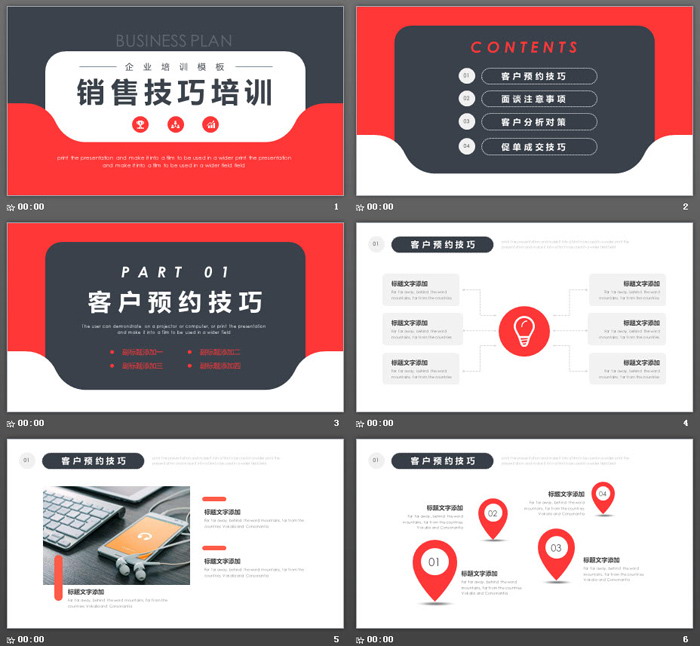 BUSINESS PLAN
企业培训模板
销售技巧培训
print the presentation and make it into a film to be used in a wider print the presentation
and make it into a film to be used in a wider field field
00:00
1
CONTENTS
01
客户预约技巧
02
面谈注意事项
03
客户分析对策
04
促单成交技巧
00:00
2
PART 01
客户预约技巧
The user can demonstrate on a projector or computer, or print the presentation
and make it into a film to be used in a wider field
副标题添加一
副标题添加二
副标题添加三
副标题添加四
00:00
3
01
客户预约技巧
标题文字添加
Far far away, behind the word
mountains, far from the countries
标题文字添加
Far far away, behind the word
mountains, far from the countries
标题文字添加
Far far away, behind the word
mountains, far from the countries
标题文字添加
Far far away, behind the word
mountains, far from the countries
标题文字添加
Far far away, behind the word
mountains, far from the countries
标题文字添加
Far far away, behind the word
mountains, far from the countries
00:00
4
01
客户预约技巧
标题文字添加
Far far away, behind the word mountains, far from the
countries Vokalia and Consonantia
标题文字添加
Far far away, behind the word mountains, far from the
countries Vokalia and Consonantia
标题文字添加
Far far away, behind the word mountains, far from the
countries Vokalia and Consonantia
00:00
5
01
客户预约技巧
标题文字添加
Far far away, behind the word
mountains, far from the countries
Vokalia and Consonantia
02
标题文字添加
Far far away, behind the word
mountains, far from the countries
Vokalia and Consonantia
04
01
标题文字添加
Far far away, behind the word
mountains, far from the countries
Vokalia and Consonantia
03
标题文字添加
Far far away, behind the word
mountains, far from the countries
Vokalia and Consonantia
00:00
6